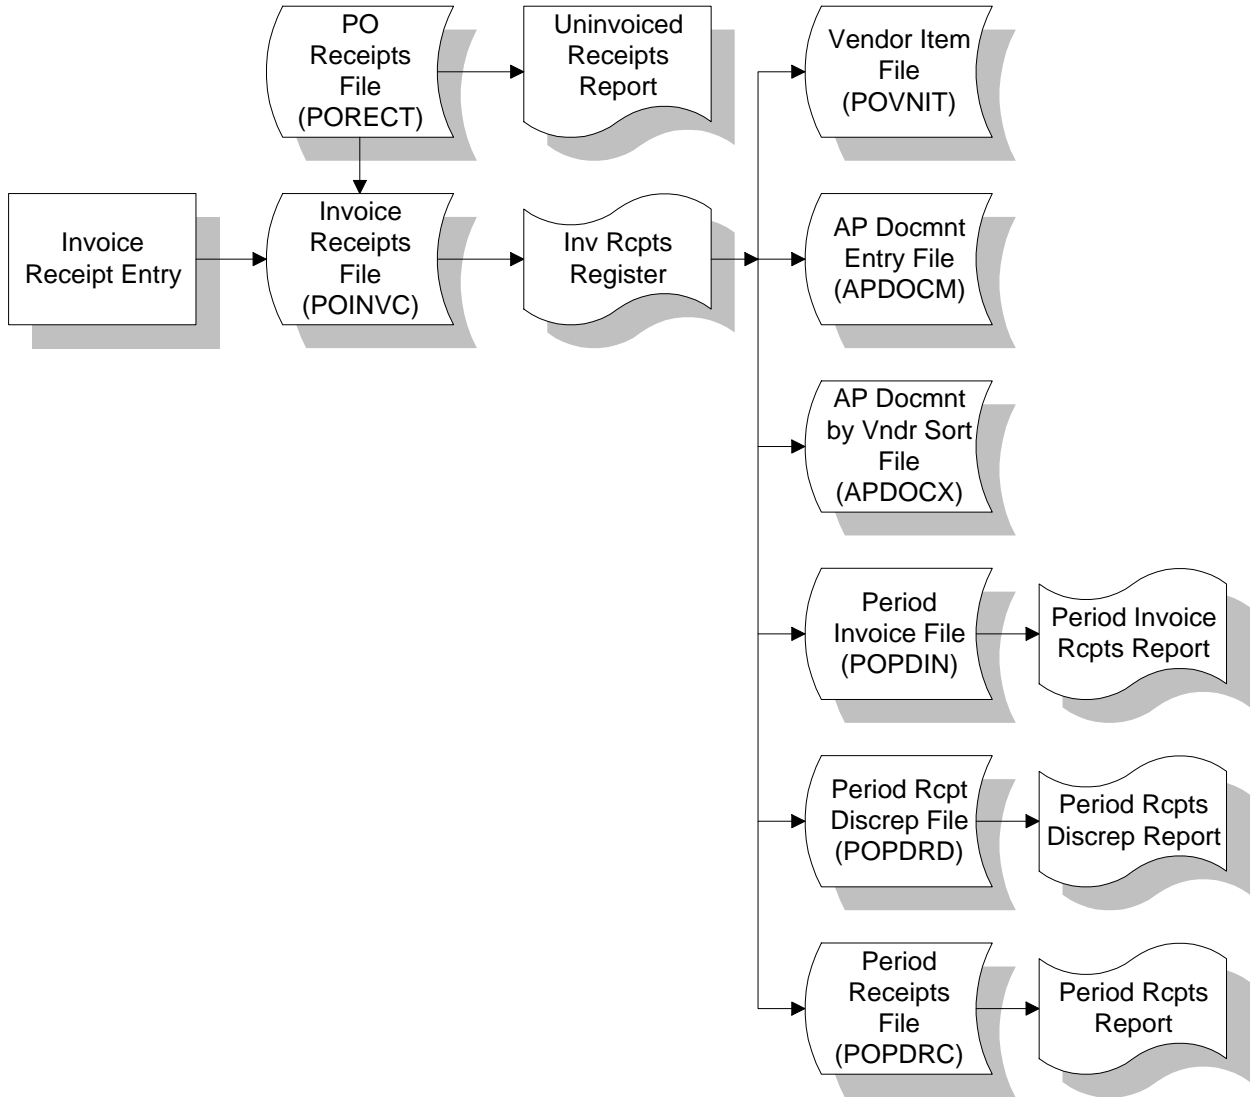 PO
Receipts
File
(PORECT)
Uninvoiced
Receipts
Report
Vendor Item
File
(POVNIT)
Invoice
Receipt Entry
Invoice
Receipts
File
(POINVC)
Inv Rcpts
Register
AP Docmnt
Entry File
(APDOCM)
AP Docmnt
by Vndr Sort
File
(APDOCX)
Period
Invoice File
(POPDIN)
Period Invoice
Rcpts Report
Period Rcpt
Discrep File
(POPDRD)
Period Rcpts
Discrep Report
Period
Receipts
File
(POPDRC)
Period Rcpts
Report